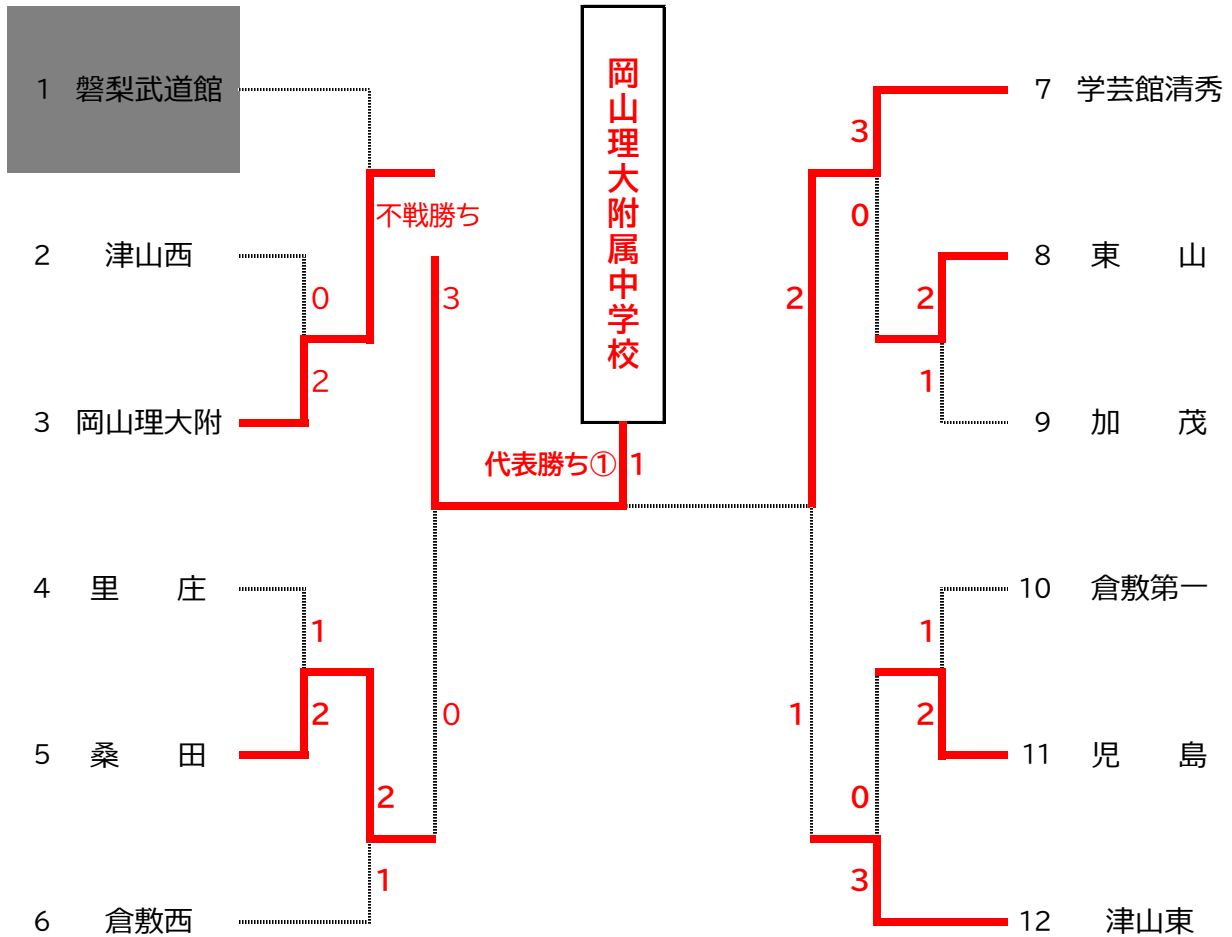 岡山理大附属中学校
1 磐梨武道館
不戦勝ち
2 津山西
0
3
2
3 岡山理大附
代表勝ち① 1
4 里 庄
1
2
0
5 桑 田
2
1
6 倉敷西
7 学芸館清秀
3
0
8 東 山
2
2
1
9 加 茂
10 倉敷第一
1
1
2
11 児 島
0
3
12 津山東